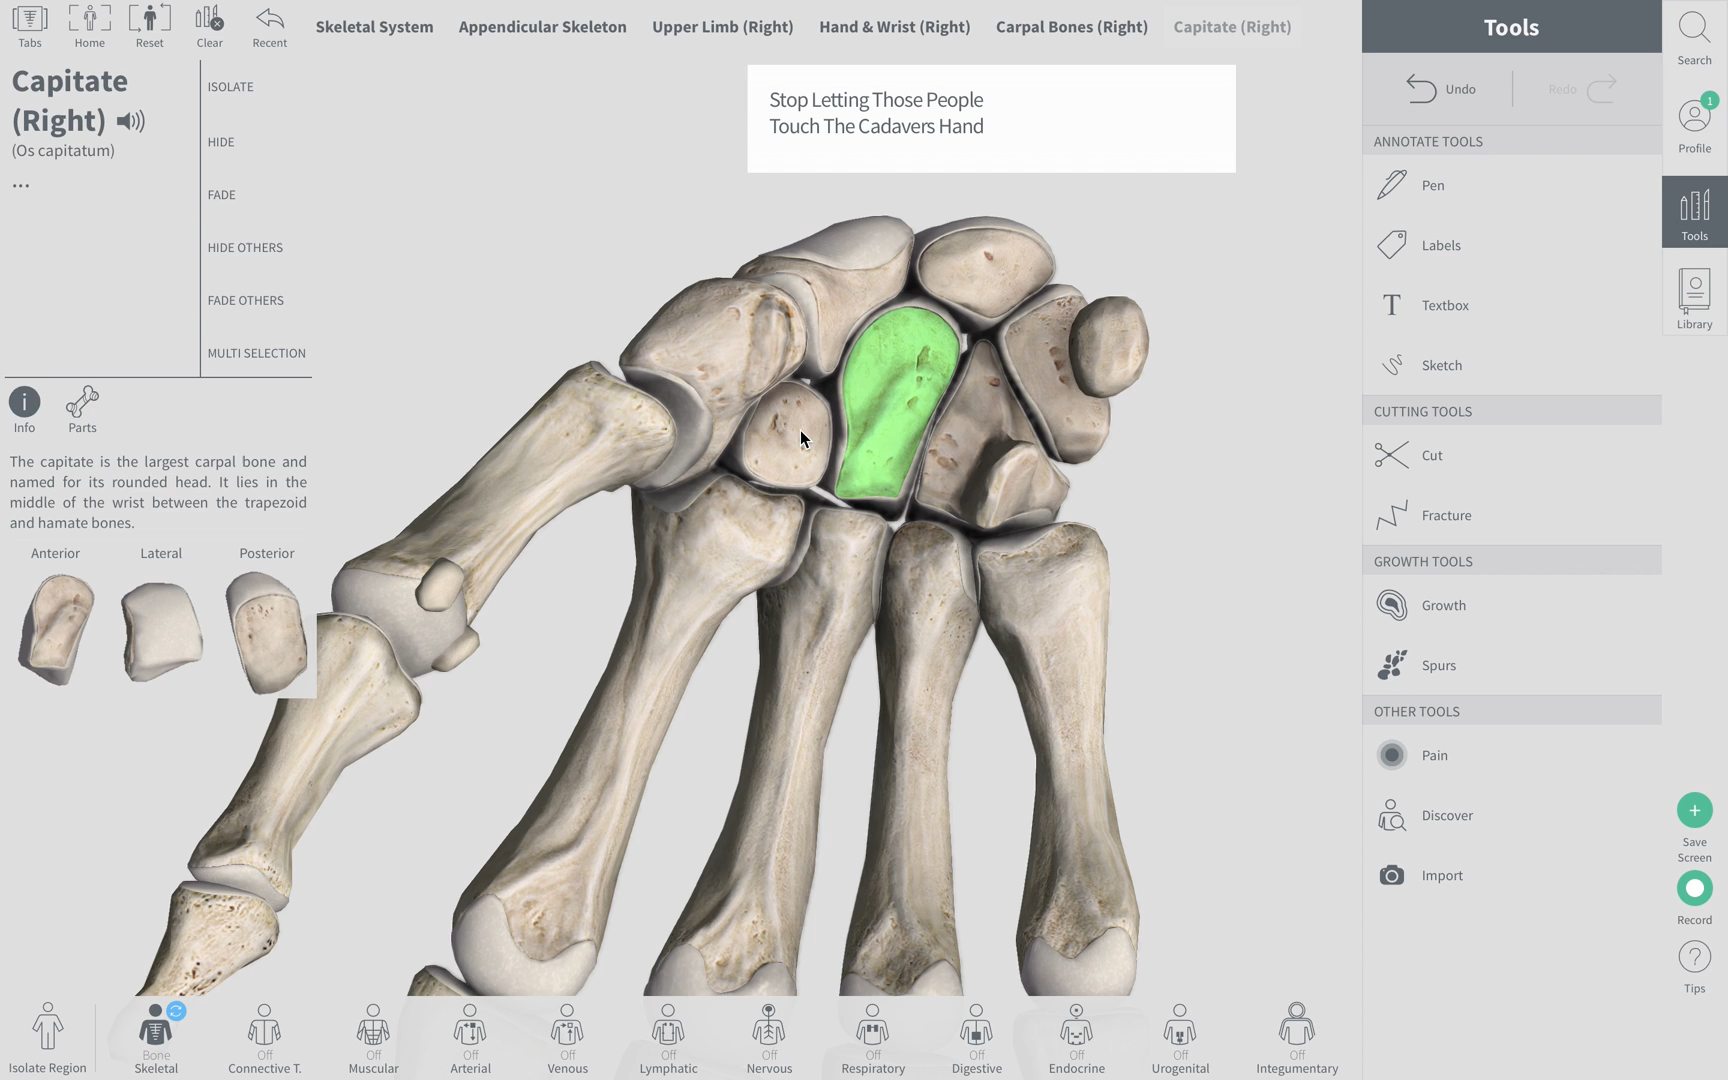 Tabs
Home
Reset
Clear
Recent
Skeletal System
Appendicular Skeleton
Upper Limb (Right)
Hand & Wrist (Right)
Carpal Bones (Right)
Capitate (Right)
Tools
Search
Undo
Redo
1
Profile
Tools
Library
Capitate
(Right)
(Os capitatum)
...
ISOLATE
HIDE
FADE
HIDE OTHERS
FADE OTHERS
MULTI SELECTION
Info
Parts
The capitate is the largest carpal bone and
named for its rounded head. It lies in the
middle of the wrist between the trapezoid
and hamate bones.
Anterior
Lateral
Posterior
Stop Letting Those People
Touch The Cadavers Hand
ANNOTATE TOOLS
Pen
Labels
Textbox
Sketch
CUTTING TOOLS
Cut
Fracture
GROWTH TOOLS
Growth
Spurs
OTHER TOOLS
Pain
Discover
Import
Save
Screen
Record
Tips
Isolate Region
Bone
Skeletal
Off
Connective T.
Off
Muscular
Off
Arterial
Off
Venous
Off
Lymphatic
Off
Nervous
Off
Respiratory
Off
Digestive
Off
Endocrine
Off
Urogenital
Off
Integumentary